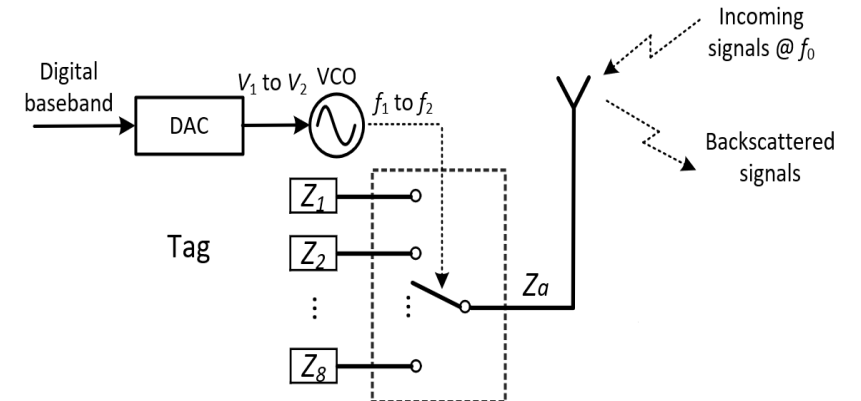 Incoming
signals @ f0
Digital
baseband
V1 to V2
VCO
DAC
f1 to f2
Backscattered
signals
Z1
Tag
Z2
Za
Z8